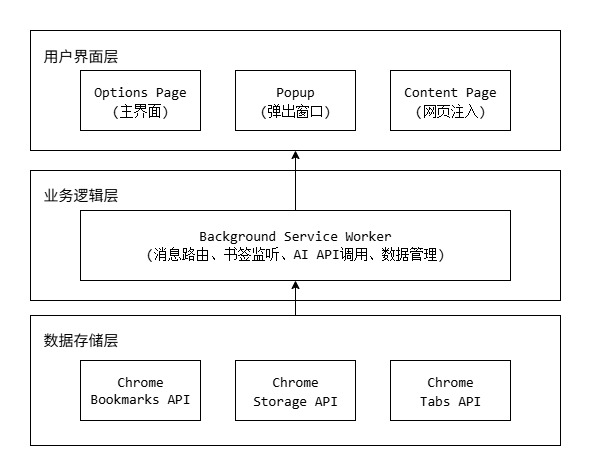 用户界面层
Options Page
(主界面)
Popup
(弹出窗口)
Content Page
(网页注入)
业务逻辑层
Background Service Worker
(消息路由、书签监听、AI API调用、数据管理)
数据存储层
Chrome
Bookmarks API
Chrome
Storage API
Chrome
Tabs API